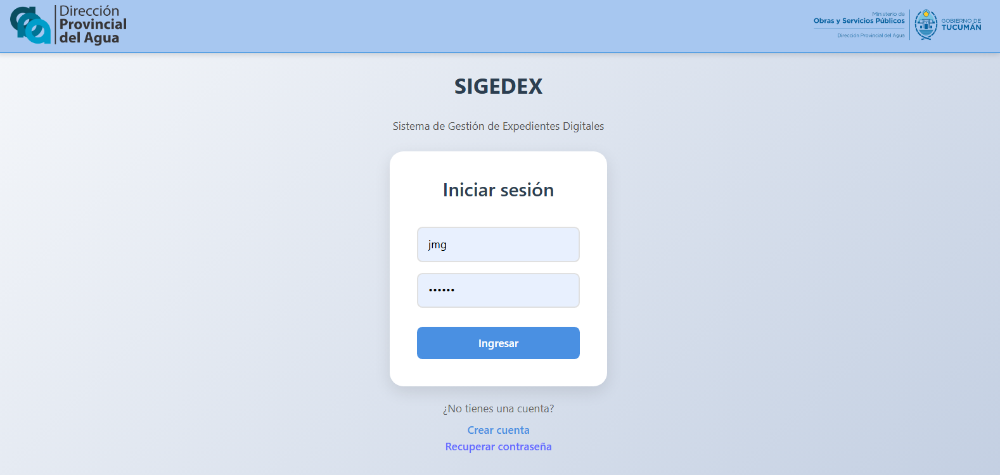 Dirección
Provincial
del Agua
Ministerio de
Obras y Servicios Públicos
Dirección Provincial del Agua
GOBIERNO DE
TUCUMÁN
SIGEDEX
Sistema de Gestión de Expedientes Digitales
Iniciar sesión
jmg
••••••
Ingresar
¿No tienes una cuenta?
Crear cuenta
Recuperar contraseña